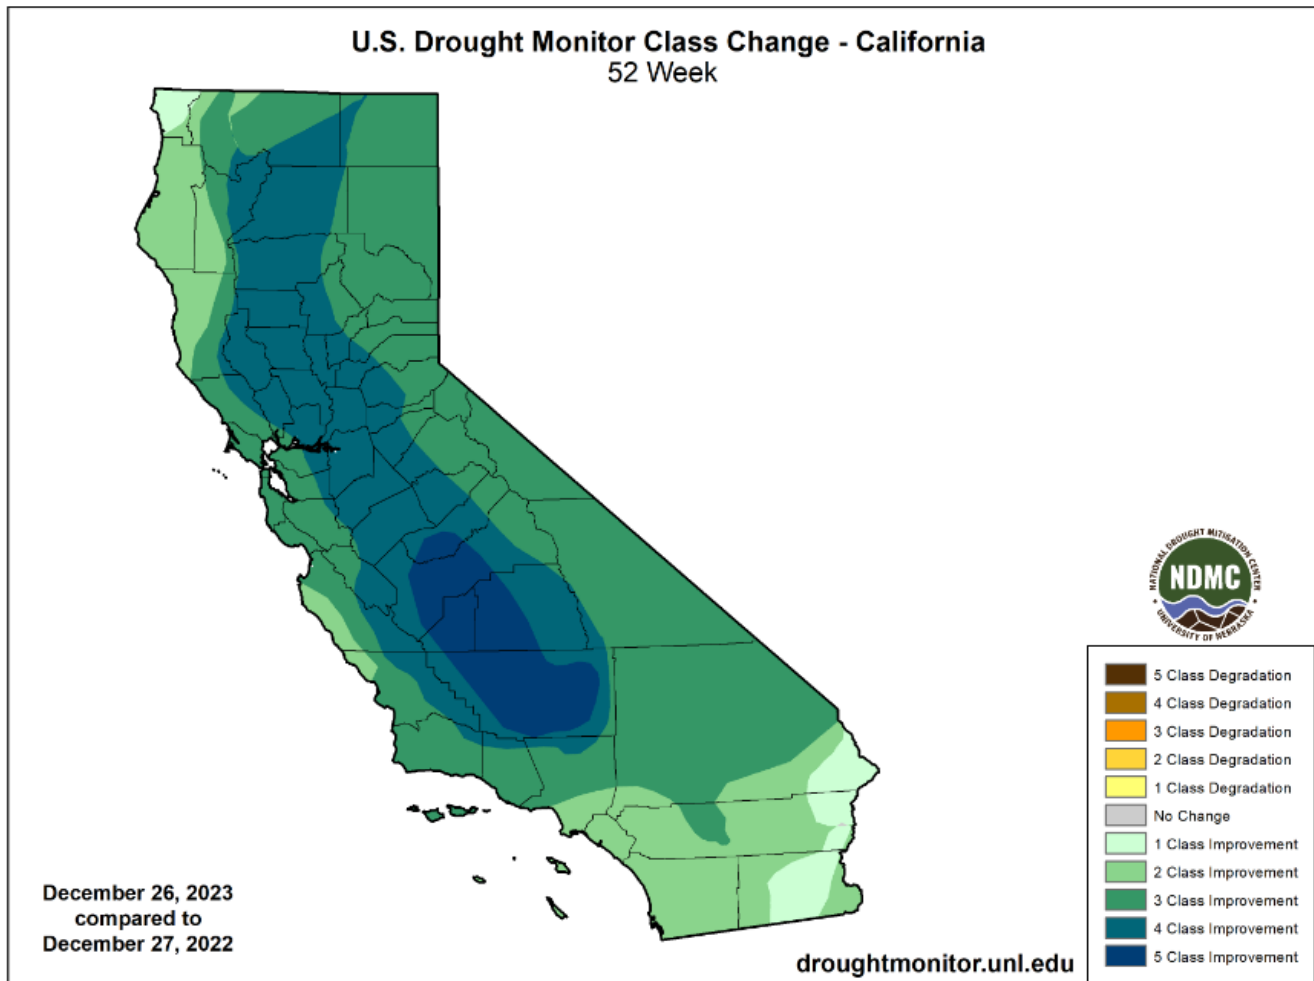 U.S. Drought Monitor Class Change - California
52 Week
NATIONAL DROUGHT MITIGATION CENTER
NDMC
UNIVERSITY OF NEBRASKA
5 Class Degradation
4 Class Degradation
3 Class Degradation
2 Class Degradation
1 Class Degradation
No Change
1 Class Improvement
2 Class Improvement
3 Class Improvement
4 Class Improvement
5 Class Improvement
December 26, 2023
compared to
December 27, 2022
droughtmonitor.unl.edu